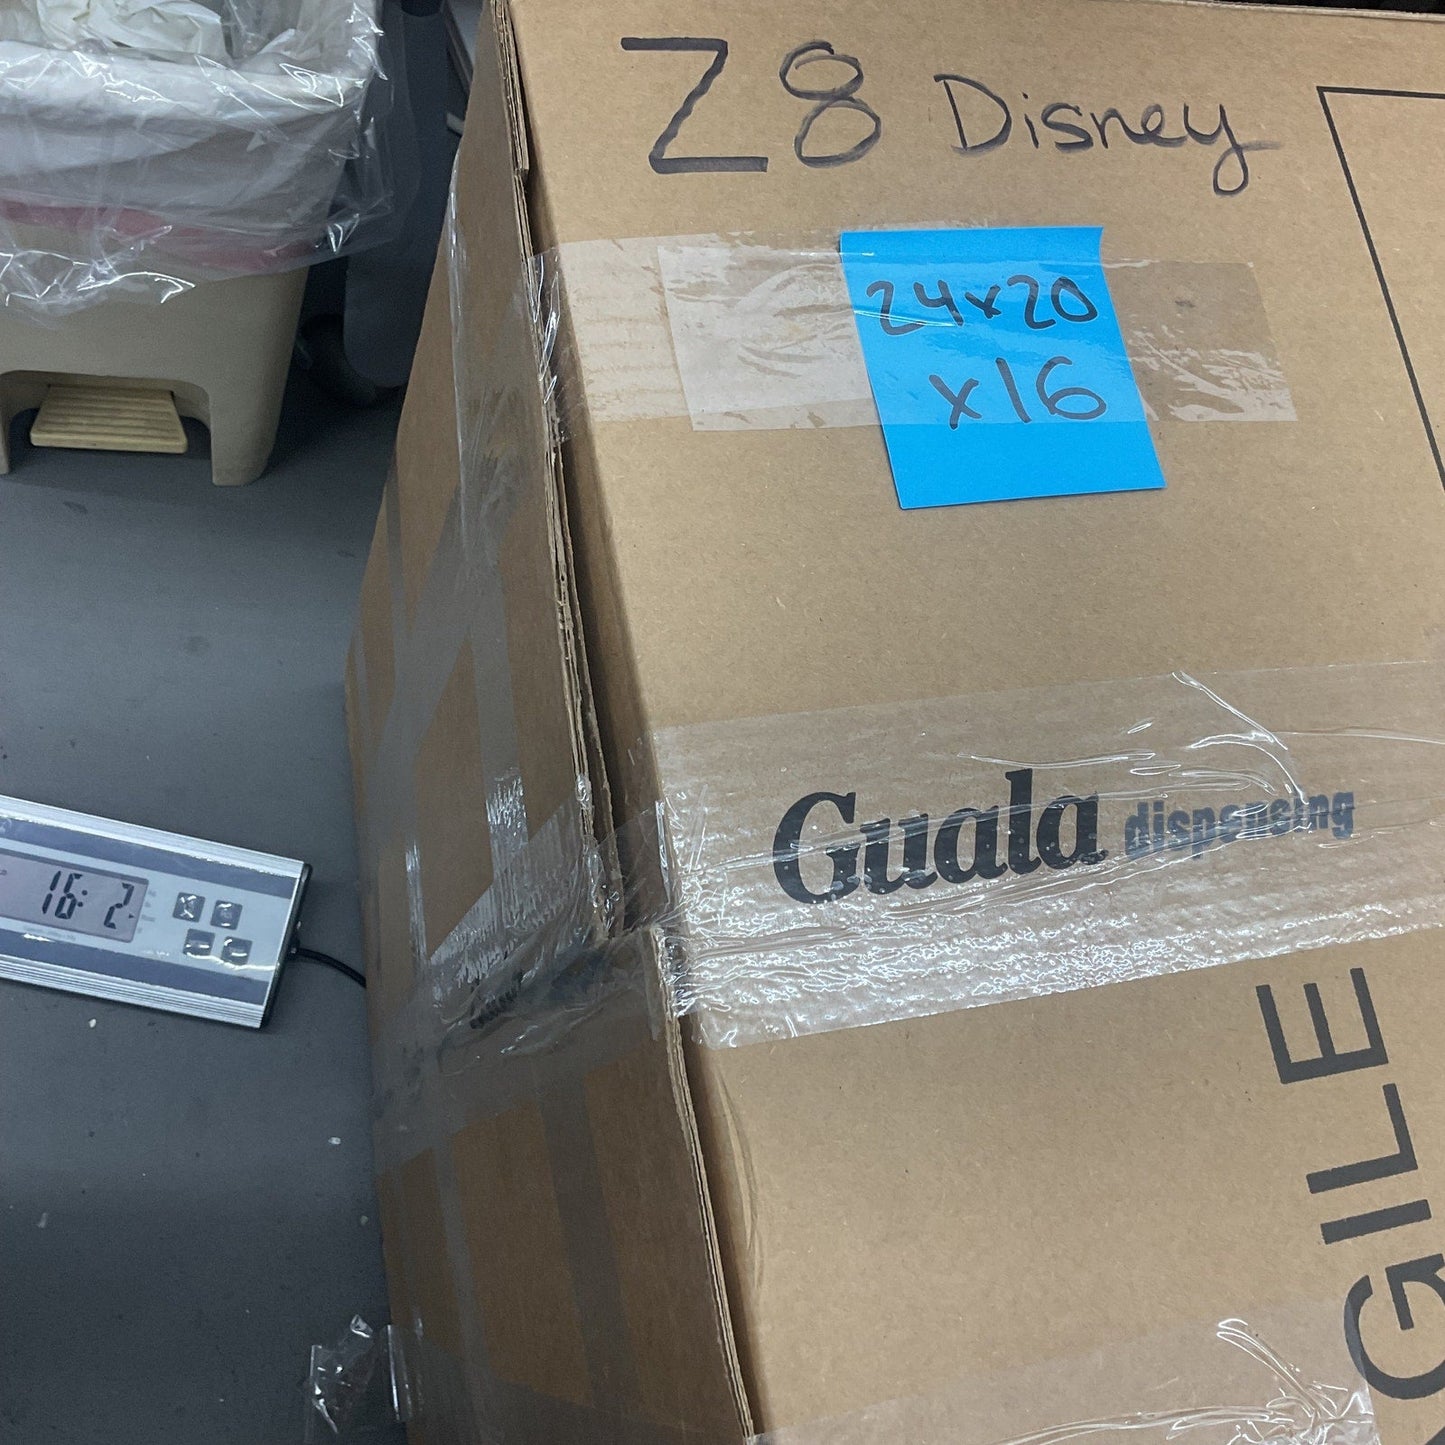 Z8 Disney
24x20
x16
Guala dispensing
16: 2
GILE